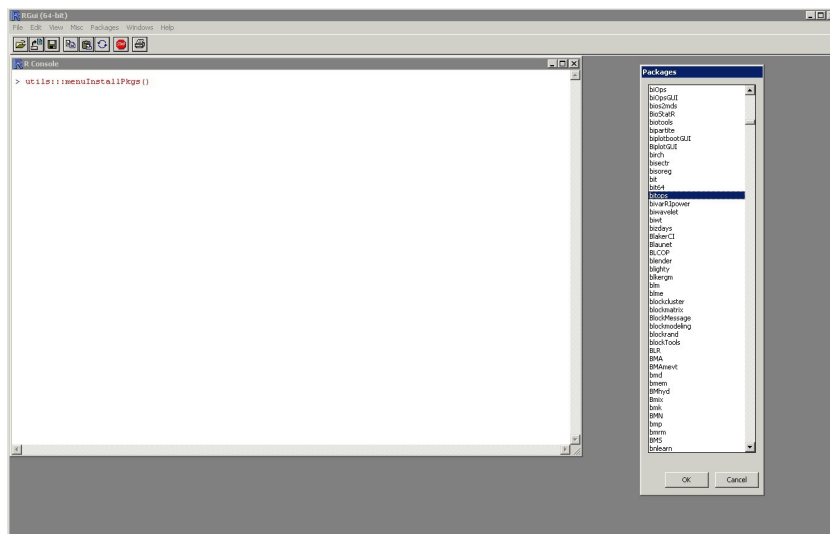 RGui (64-bit)
File Edit View Misc Packages Windows Help
STOP
R Console
> utils:::menuInstallPkgs()
Packages
biOps
biOpsGUI
bios2mds
BioStatR
biotools
bipartite
biplotbootGUI
BiplotGUI
birch
bisectr
bisoreg
bit
bit64
bitops
bivarRIpower
biwavelet
biwt
bizdays
BlakerCI
Blaunet
BLCOP
blender
blighty
blkergm
blm
blme
blockcluster
blockmatrix
BlockMessage
blockmodeling
blockrand
blockTools
BLR
BMA
BMAmevt
bmd
bmem
BMhyd
Bmix
bmk
BMN
bmp
bmrm
BMS
bnlearn
OK Cancel